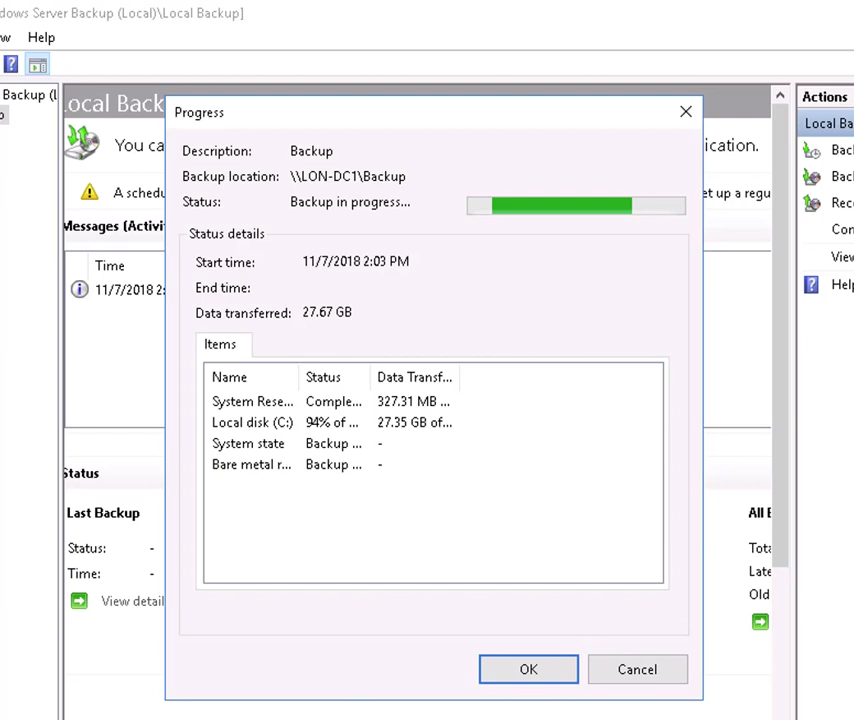 dows Server Backup (Local)\Local Backup]
w Help
Backup (l
Local Back
Progress
Actions
Local Ba
You ca
ication.
Description: Backup
Backup location: \\LON-DC1\Backup
Status: Backup in progress...
A schedu
et up a regu
Bac
Bac
Rec
Con
View
Help
Messages (Activi
Time
11/7/2018 2:
Status details
Start time: 11/7/2018 2:03 PM
End time:
Data transferred: 27.67 GB
Items
Name Status Data Transf...
System Rese... Comple... 327.31 MB ...
Local disk (C:) 94% of ... 27.35 GB of...
System state Backup ... -
Bare metal r... Backup ... -
Status
Last Backup
All B
Status: -
Time: -
View detail
Tota
Late
Old
OK Cancel